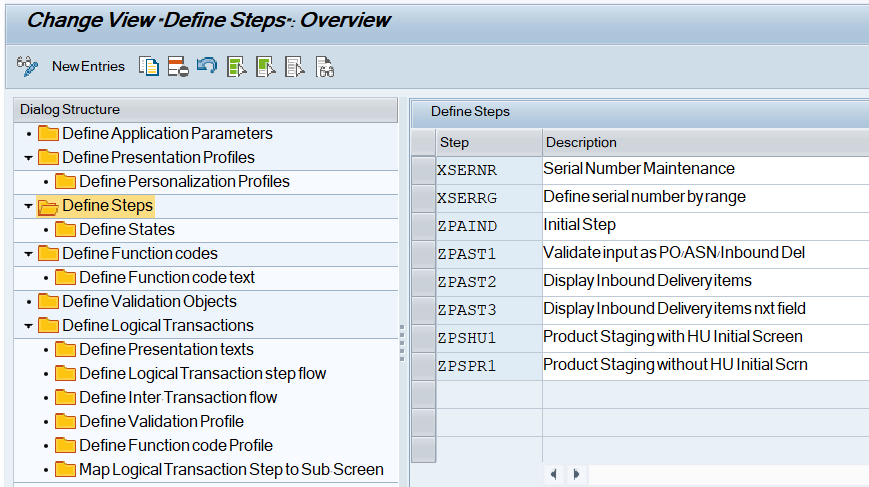 Change View "Define Steps": Overview
New Entries
Dialog Structure
Define Application Parameters
Define Presentation Profiles
Define Personalization Profiles
Define Steps
Define States
Define Function codes
Define Function code text
Define Validation Objects
Define Logical Transactions
Define Presentation texts
Define Logical Transaction step flow
Define Inter-Transaction flow
Define Validation Profile
Define Function code Profile
Map Logical Transaction Step to Sub-Screen
Define Steps
Step Description
XSERNR Serial Number Maintenance
XSERRG Define serial number by range
ZPAIND Initial Step
ZPAST1 Validate input as PO/ASN/Inbound Del
ZPAST2 Display Inbound Delivery items
ZPAST3 Display Inbound Delivery items nxt field
ZPSHU1 Product Staging with HU Initial Screen
ZPSPR1 Product Staging without HU Initial Scrn